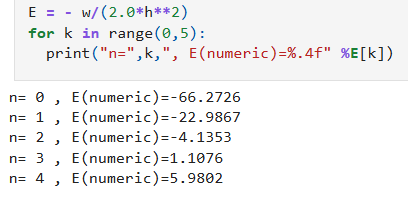 E = - w/(2.0*h**2)
for k in range(0,5):
  print("n=",k,", E(numeric)=%.4f" %E[k])
n= 0 , E(numeric)=-66.2726
n= 1 , E(numeric)=-22.9867
n= 2 , E(numeric)=-4.1353
n= 3 , E(numeric)=1.1076
n= 4 , E(numeric)=5.9802